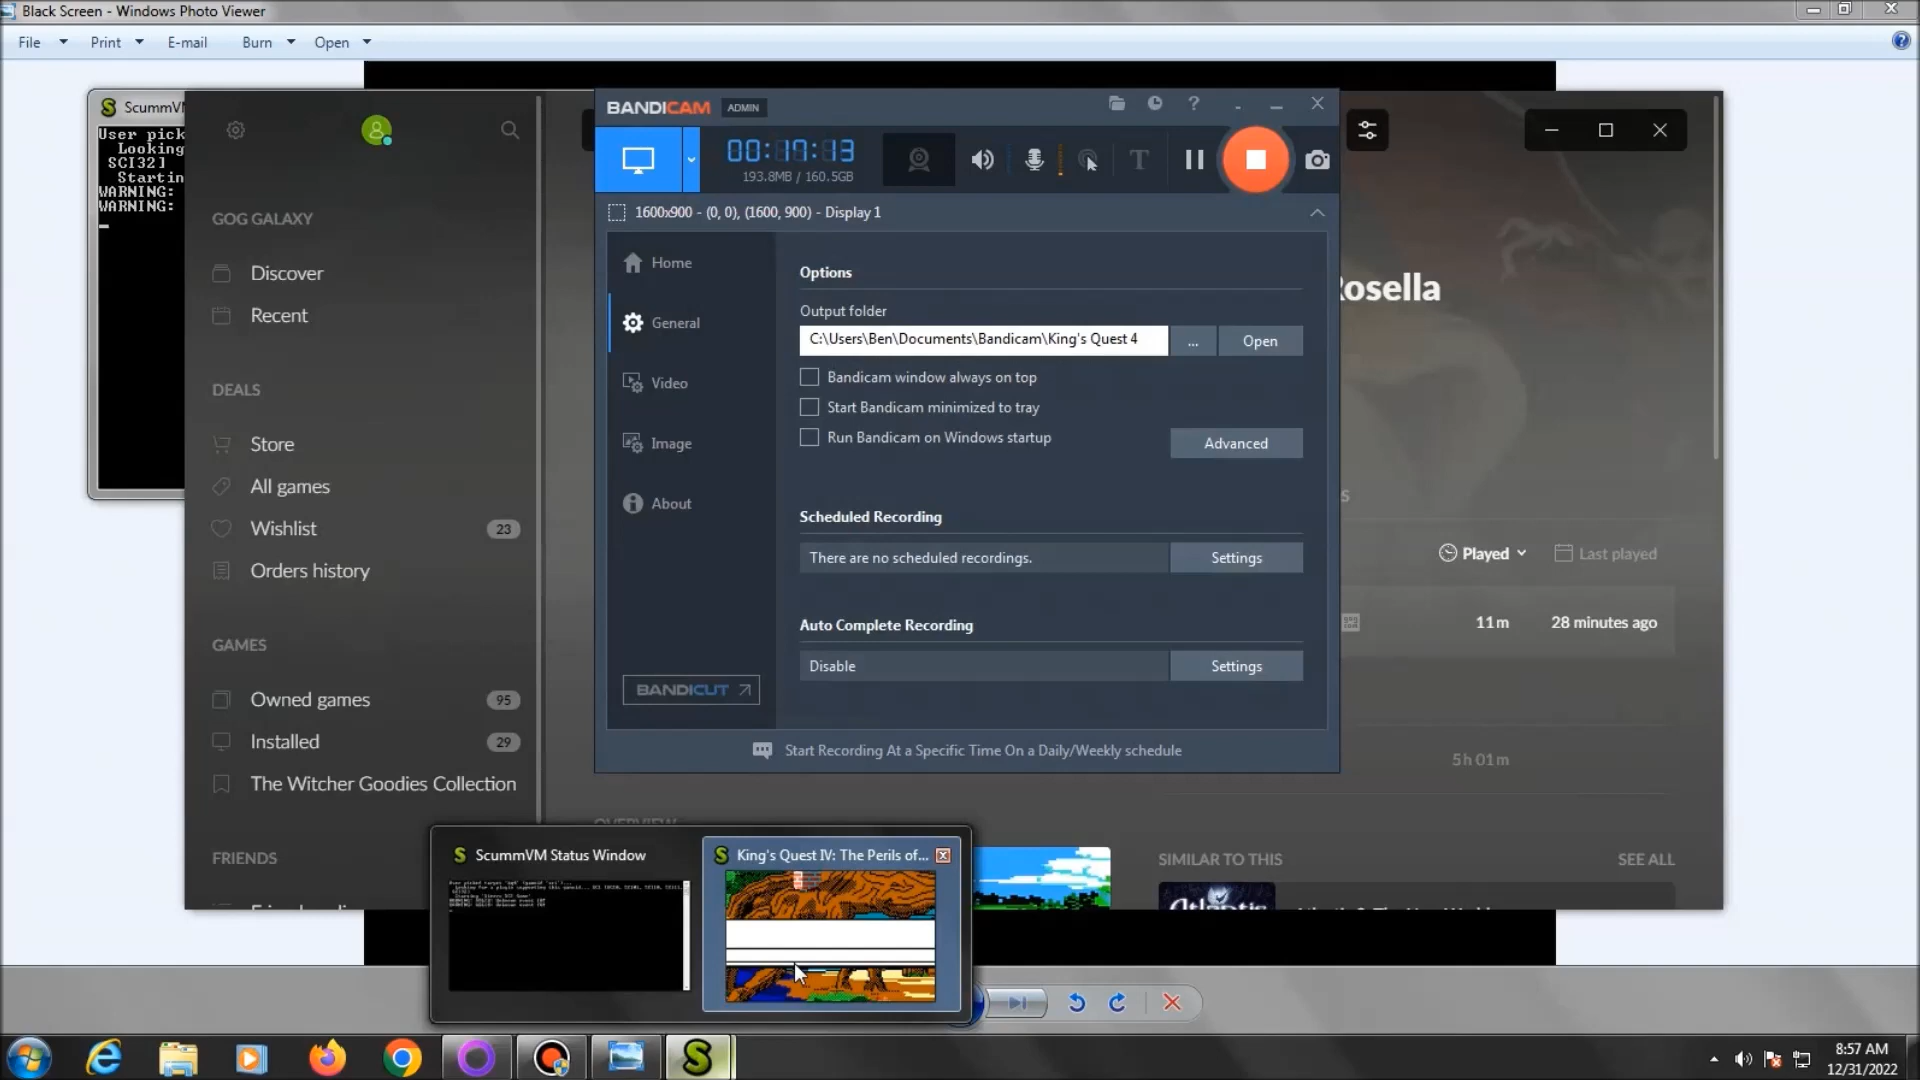 Black Screen - Windows Photo Viewer
File Print E-mail Burn Open
ScummV
User pick
Looking
SCI32]
Startin
WARNING:
WARNING:
GOG GALAXY
Discover
Recent
DEALS
Store
All games
Wishlist 23
Orders history
GAMES
Owned games 95
Installed 29
The Witcher Goodies Collection
FRIENDS
BANDICAM ADMIN
00:17:13
193.8MB / 160.5GB
1600x900 - (0, 0), (1600, 900) - Display 1
Home
General
Video
Image
About
BANDICUT
Options
Output folder
C:\Users\Ben\Documents\Bandicam\King's Quest 4 ... Open
Bandicam window always on top
Start Bandicam minimized to tray
Run Bandicam on Windows startup
Advanced
Scheduled Recording
There are no scheduled recordings. Settings
Auto Complete Recording
Disable Settings
Start Recording At a Specific Time On a Daily/Weekly schedule
Rosella
Played Last played
11m 28 minutes ago
5h 01m
OVERVIEW
SIMILAR TO THIS SEE ALL
Atlantis
ScummVM Status Window
King's Quest IV: The Perils of...
8:57 AM
12/31/2022